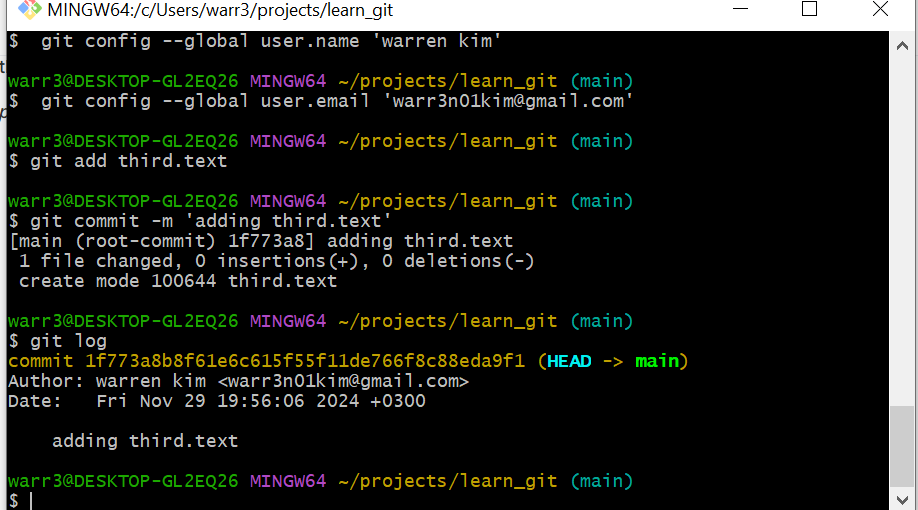 MINGW64:/c/Users/warr3/projects/learn_git
$  git config --global user.name 'warren kim'
warr3@DESKTOP-GL2EQ26 MINGW64 ~/projects/learn_git (main)
$  git config --global user.email 'warr3n01kim@gmail.com'
warr3@DESKTOP-GL2EQ26 MINGW64 ~/projects/learn_git (main)
$ git add third.text
warr3@DESKTOP-GL2EQ26 MINGW64 ~/projects/learn_git (main)
$ git commit -m 'adding third.text'
[main (root-commit) 1f773a8] adding third.text
 1 file changed, 0 insertions(+), 0 deletions(-)
 create mode 100644 third.text
warr3@DESKTOP-GL2EQ26 MINGW64 ~/projects/learn_git (main)
$ git log
commit 1f773a8b8f61e6c615f55f11de766f8c88eda9f1 (HEAD -> main)
Author: warren kim <warr3n01kim@gmail.com>
Date:   Fri Nov 29 19:56:06 2024 +0300
    adding third.text
warr3@DESKTOP-GL2EQ26 MINGW64 ~/projects/learn_git (main)
$